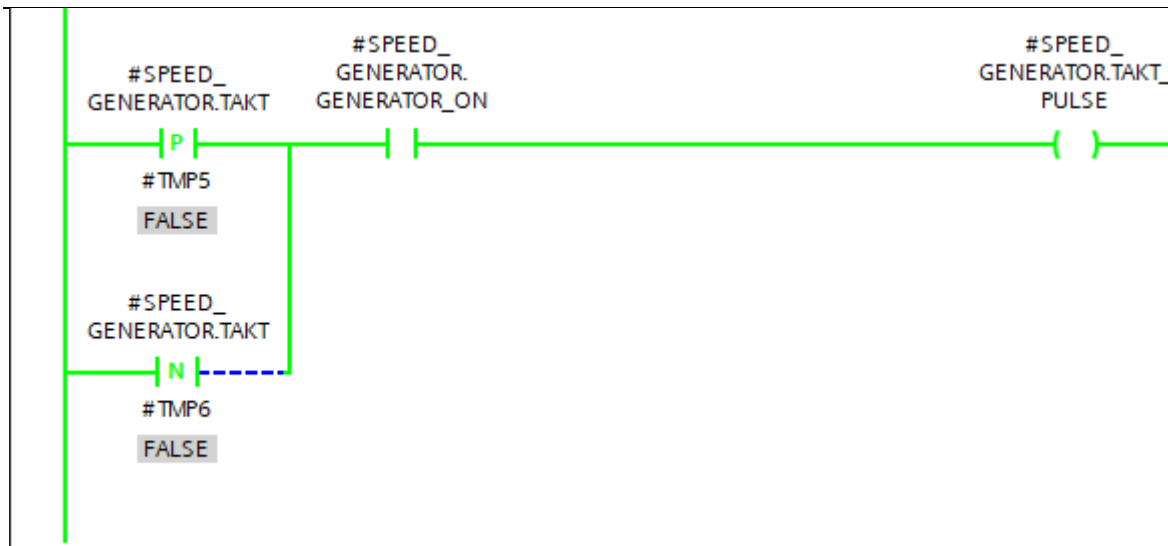 #SPEED_
GENERATOR.TAKT
P
#TMP5
FALSE
#SPEED_
GENERATOR.
GENERATOR_ON
#SPEED_
GENERATOR.TAKT_
PULSE
( )
#SPEED_
GENERATOR.TAKT
N
#TMP6
FALSE